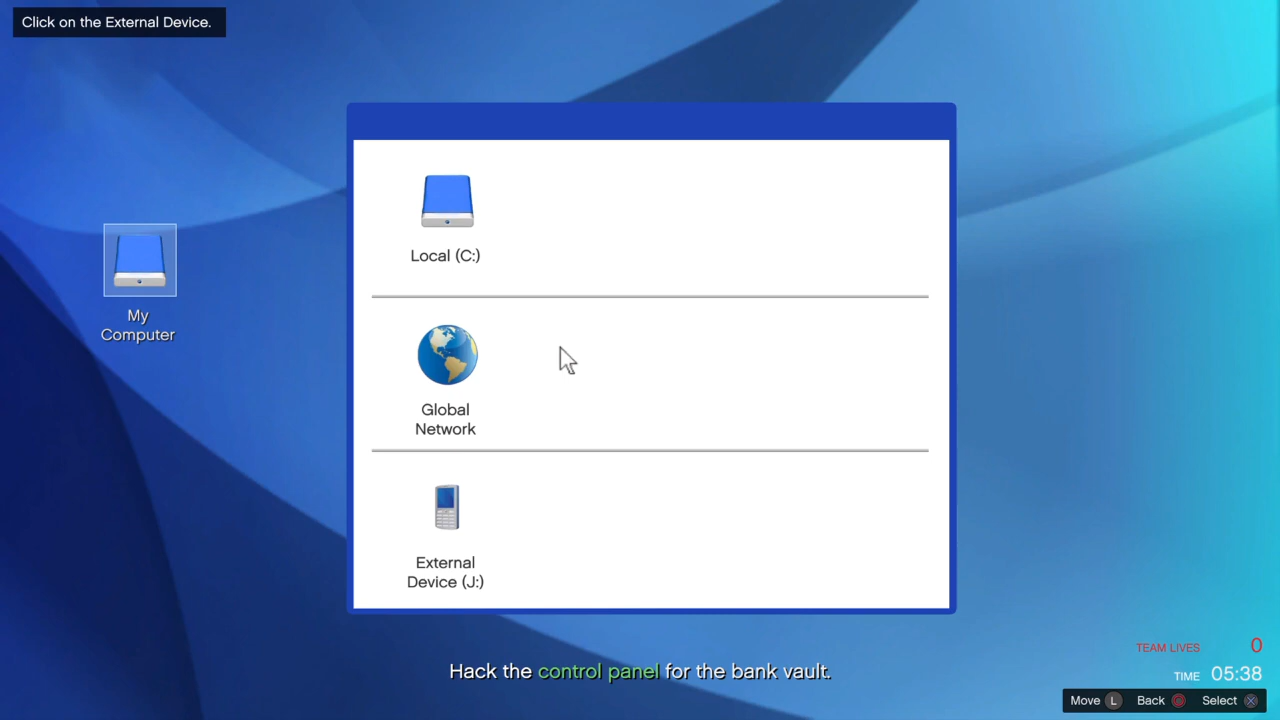 Click on the External Device.
Local (C:)
My
Computer
Global
Network
External
Device (J:)
Hack the control panel for the bank vault.
TEAM LIVES 0
TIME 05:38
Move L Back Select